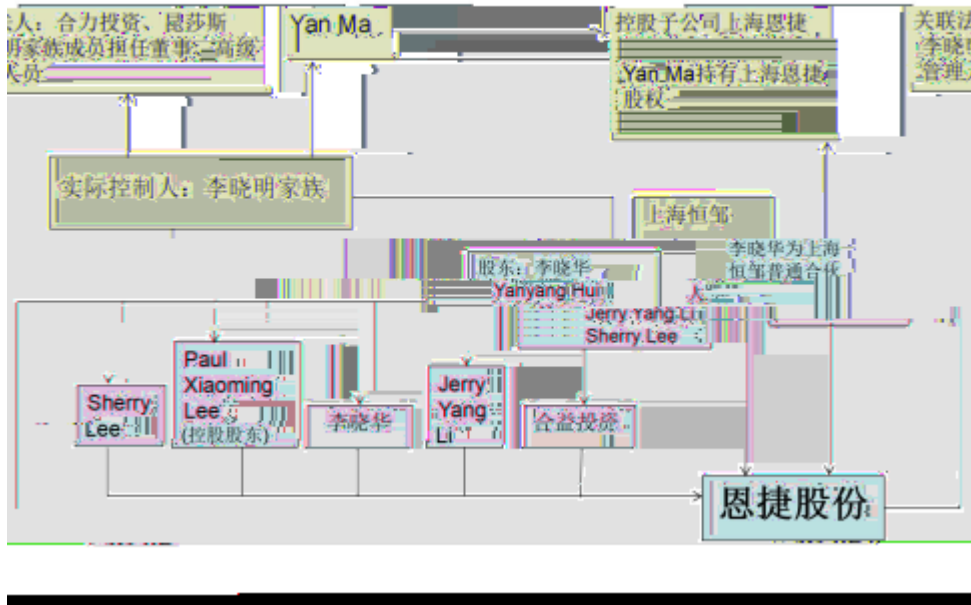 人：合力投资、昆莎斯
明家族成员担任董事、高级
人员
Yan Ma
控股子公司上海恩捷
Yan Ma持有上海恩捷
股权
关联法
李晓明
管理人
实际控制人：李晓明家族
上海恒邹
李晓华为上海
恒邹普通合伙
人
股东：李晓华
Yanyang Hui
Jerry Yang Li
Sherry Lee
Sherry
Lee
Paul
Xiaoming
Lee
(控股股东)
李晓华
Jerry
Yang
Li
合益投资
恩捷股份